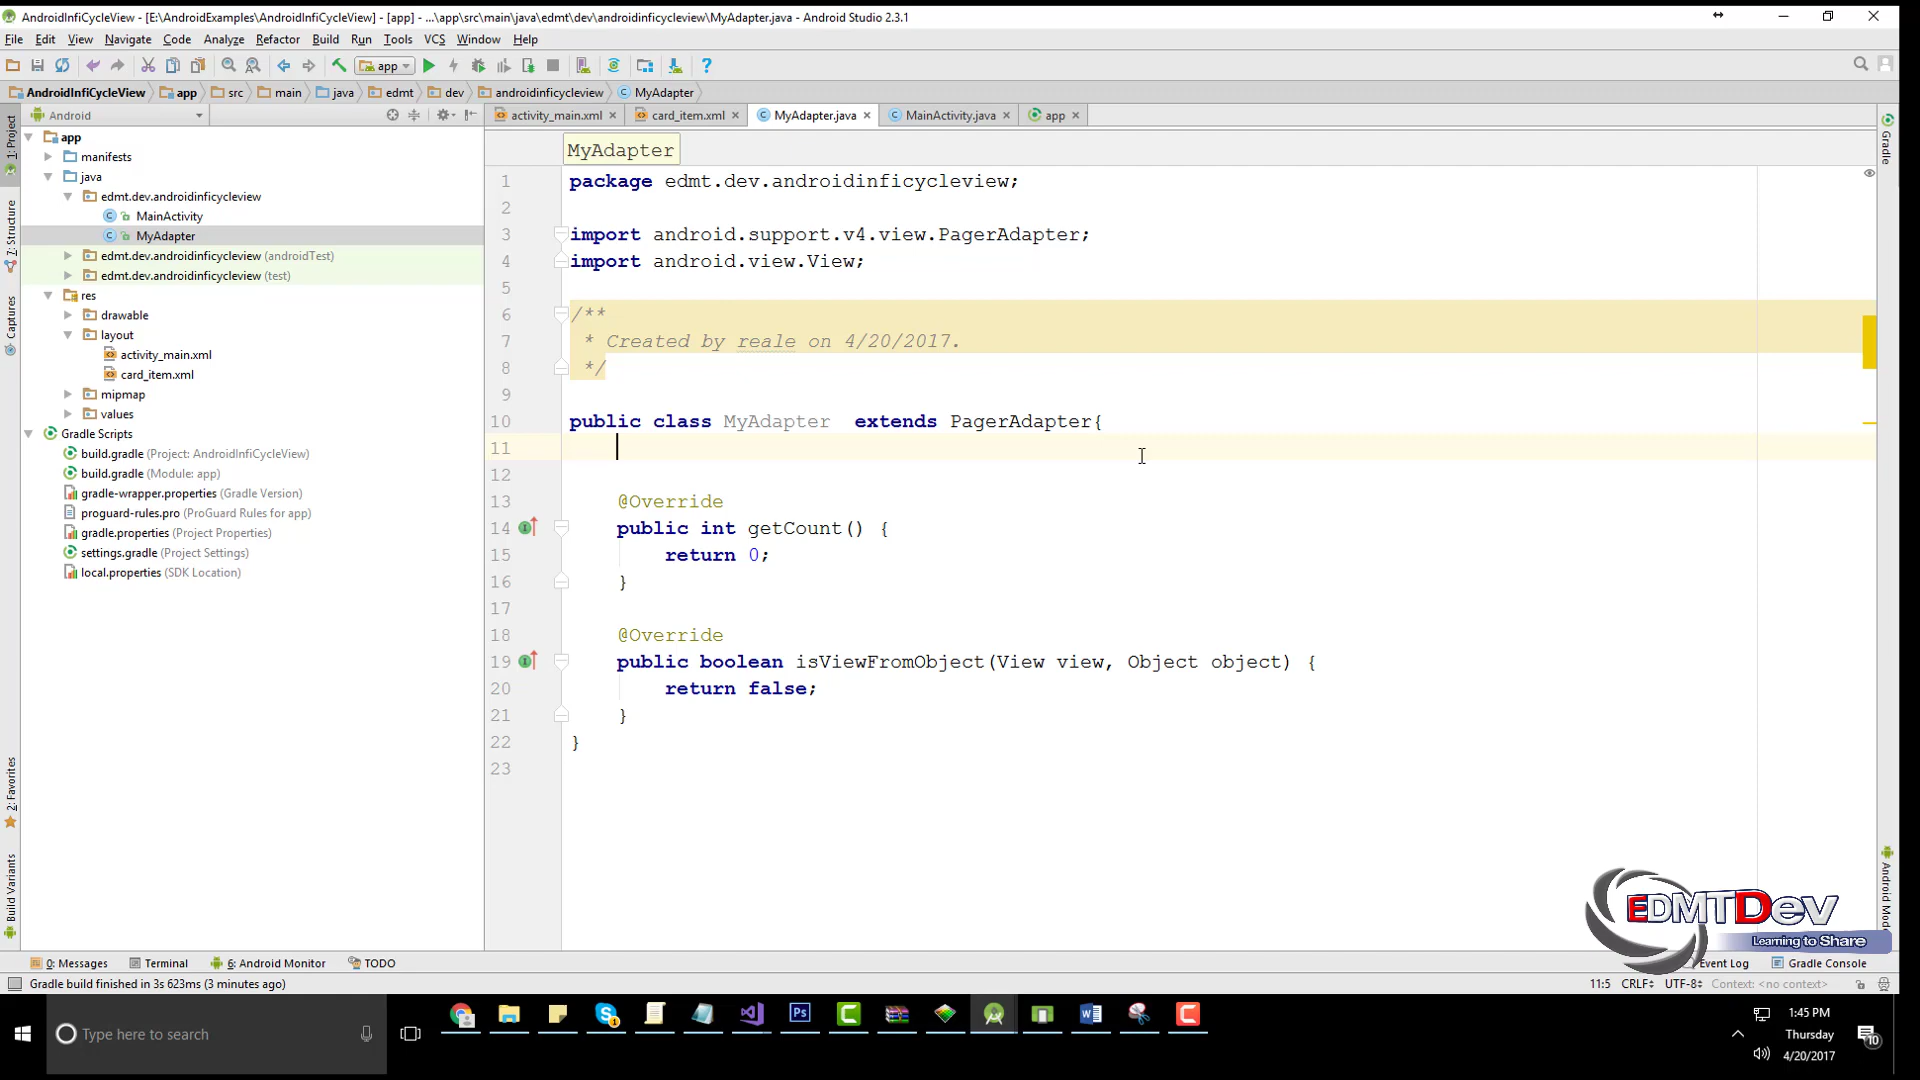 AndroidInfiCycleView - [E:\AndroidExamples\AndroidInfiCycleView] - [app] - ...\app\src\main\java\edmt\dev\androidinficycleview\MyAdapter.java - Android Studio 2.3.1
File Edit View Navigate Code Analyze Refactor Build Run Tools VCS Window Help
app
AndroidInfiCycleView app src main java edmt dev androidinficycleview MyAdapter
Android
activity_main.xml card_item.xml MyAdapter.java MainActivity.java app
1: Project
7: Structure
Captures
2: Favorites
Build Variants
app
manifests
java
edmt.dev.androidinficycleview
MainActivity
MyAdapter
edmt.dev.androidinficycleview (androidTest)
edmt.dev.androidinficycleview (test)
res
drawable
layout
activity_main.xml
card_item.xml
mipmap
values
Gradle Scripts
build.gradle (Project: AndroidInfiCycleView)
build.gradle (Module: app)
gradle-wrapper.properties (Gradle Version)
proguard-rules.pro (ProGuard Rules for app)
gradle.properties (Project Properties)
settings.gradle (Project Settings)
local.properties (SDK Location)
MyAdapter
1 package edmt.dev.androidinficycleview;
2
3 import android.support.v4.view.PagerAdapter;
4 import android.view.View;
5
6 /**
7 * Created by reale on 4/20/2017.
8 */
9
10 public class MyAdapter extends PagerAdapter{
11
12
13 @Override
14 public int getCount() {
15 return 0;
16 }
17
18 @Override
19 public boolean isViewFromObject(View view, Object object) {
20 return false;
21 }
22 }
23
Gradle
Android Mod
EDMTDev
Learning to Share
0: Messages Terminal 6: Android Monitor TODO Event Log Gradle Console
Gradle build finished in 3s 623ms (3 minutes ago) 11:5 CRLF UTF-8 Context: <no context>
Type here to search
1:45 PM
Thursday
4/20/2017
10